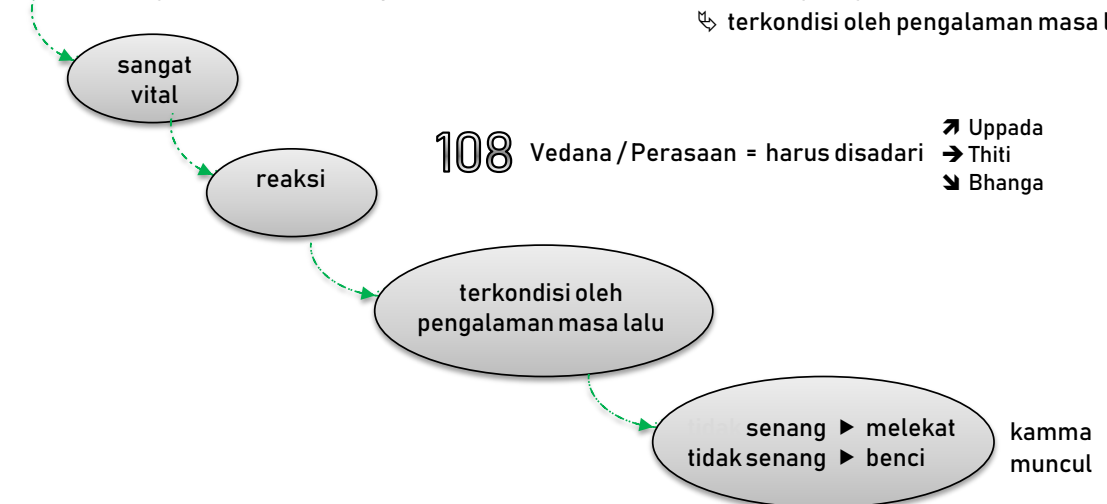 ↳ terkondisi oleh pengalaman masa
sangat
vital
108 Vedana / Perasaan = harus disadari
↗ Uppada
→ Thiti
↘ Bhanga
reaksi
terkondisi oleh
pengalaman masa lalu
senang ► melekat
tidak senang ► benci
kamma
muncul